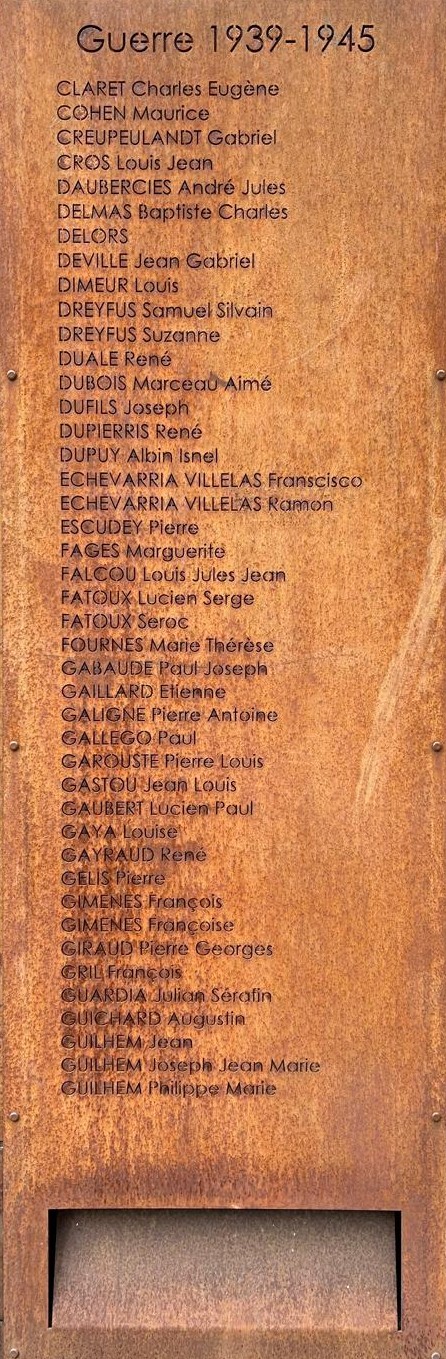 Guerre 1939-1945
CLARET Charles Eugène
COHEN Maurice
CREUPEULANDT Gabriel
CROS Louis Jean
DAUBERCIES André Jules
DELMAS Baptiste Charles
DELORS
DEVILLE Jean Gabriel
DIMEUR Louis
DREYFUS Samuel Silvain
DREYFUS Suzanne
DUALE René
DUBOIS Marceau Aimé
DUFILS Joseph
DUPIERRIS René
DUPUY Albin Isnel
ECHEVARRIA VILLELAS Franscisco
ECHEVARRIA VILLELAS Ramon
ESCUDEY Pierre
FAGES Marguerite
FALCOU Louis Jules Jean
FATOUX Lucien Serge
FATOUX Seroc
FOURNES Marie Thérèse
GABAUDE Paul Joseph
GAILLARD Etienne
GALIGNE Pierre Antoine
GALLEGO Paul
GAROUSTE Pierre Louis
GASTOU Jean Louis
GAUBERT Lucien Paul
GAYA Louise
GAYRAUD René
GELIS Pierre
GIMENES François
GIMENES Françoise
GIRAUD Pierre Georges
GRIL François
GUARDIA Julian Sérafin
GUICHARD Augustin
GUILHEM Jean
GUILHEM Joseph Jean Marie
GUILHEM Philippe Marie